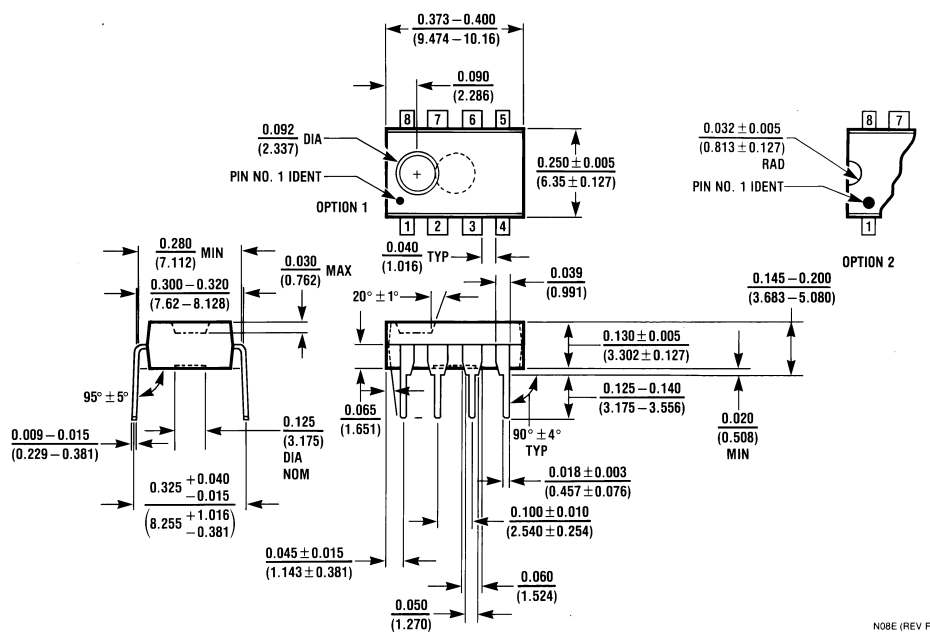 0.373 – 0.400
(9.474 – 10.16)
0.090
(2.286)
8 7 6 5
0.092 DIA
(2.337)
+
PIN NO. 1 IDENT
OPTION 1
1 2 3 4
0.250 ± 0.005
(6.35 ± 0.127)
8 7
0.032 ± 0.005
(0.813 ± 0.127)
RAD
PIN NO. 1 IDENT
1
OPTION 2
0.280 MIN
(7.112)
0.300 – 0.320
(7.62 – 8.128)
0.030 MAX
(0.762)
0.040 TYP
(1.016)
0.039
(0.991)
20° ± 1°
0.145 – 0.200
(3.683 – 5.080)
0.130 ± 0.005
(3.302 ± 0.127)
0.125 – 0.140
(3.175 – 3.556)
0.020
(0.508)
MIN
95° ± 5°
0.009 – 0.015
(0.229 – 0.381)
0.125
(3.175)
DIA
NOM
0.065
(1.651)
90° ± 4°
TYP
0.018 ± 0.003
(0.457 ± 0.076)
0.325 +0.040
−0.015
(8.255 +1.016
−0.381)
0.100 ± 0.010
(2.540 ± 0.254)
0.045 ± 0.015
(1.143 ± 0.381)
0.060
(1.524)
0.050
(1.270)
N08E (REV F